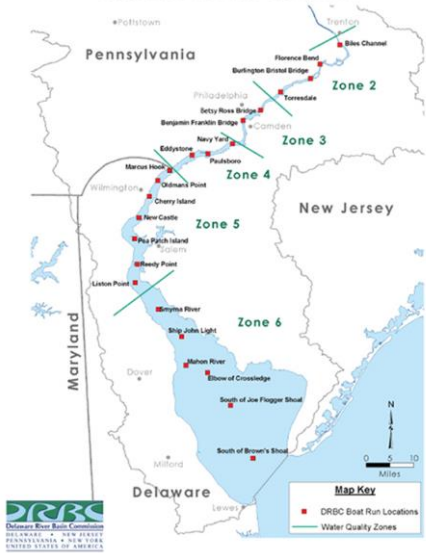 Pottstown
Trenton
Biles Channel
Pennsylvania
Florence Bend
Burlington Bristol Bridge
Zone 2
Philadelphia
Torresdale
Betsy Ross Bridge
Benjamin Franklin Bridge
Camden
Navy Yard
Zone 3
Eddystone
Paulsboro
Marcus Hook
Zone 4
Oldmans Point
Wilmington
Cherry Island
New Jersey
New Castle
Zone 5
Pea Patch Island
Salem
Reedy Point
Liston Point
Smyrna River
Zone 6
Ship John Light
Maryland
Mahon River
Dover
Elbow of Crossledge
South of Joe Flogger Shoal
N
South of Brown's Shoal
Milford
0 5 10
Miles
Delaware
Map Key
DRBC Boat Run Locations
Water Quality Zones
Lewes
DRBC
Delaware River Basin Commission
DELAWARE • NEW JERSEY
PENNSYLVANIA • NEW YORK
UNITED STATES OF AMERICA